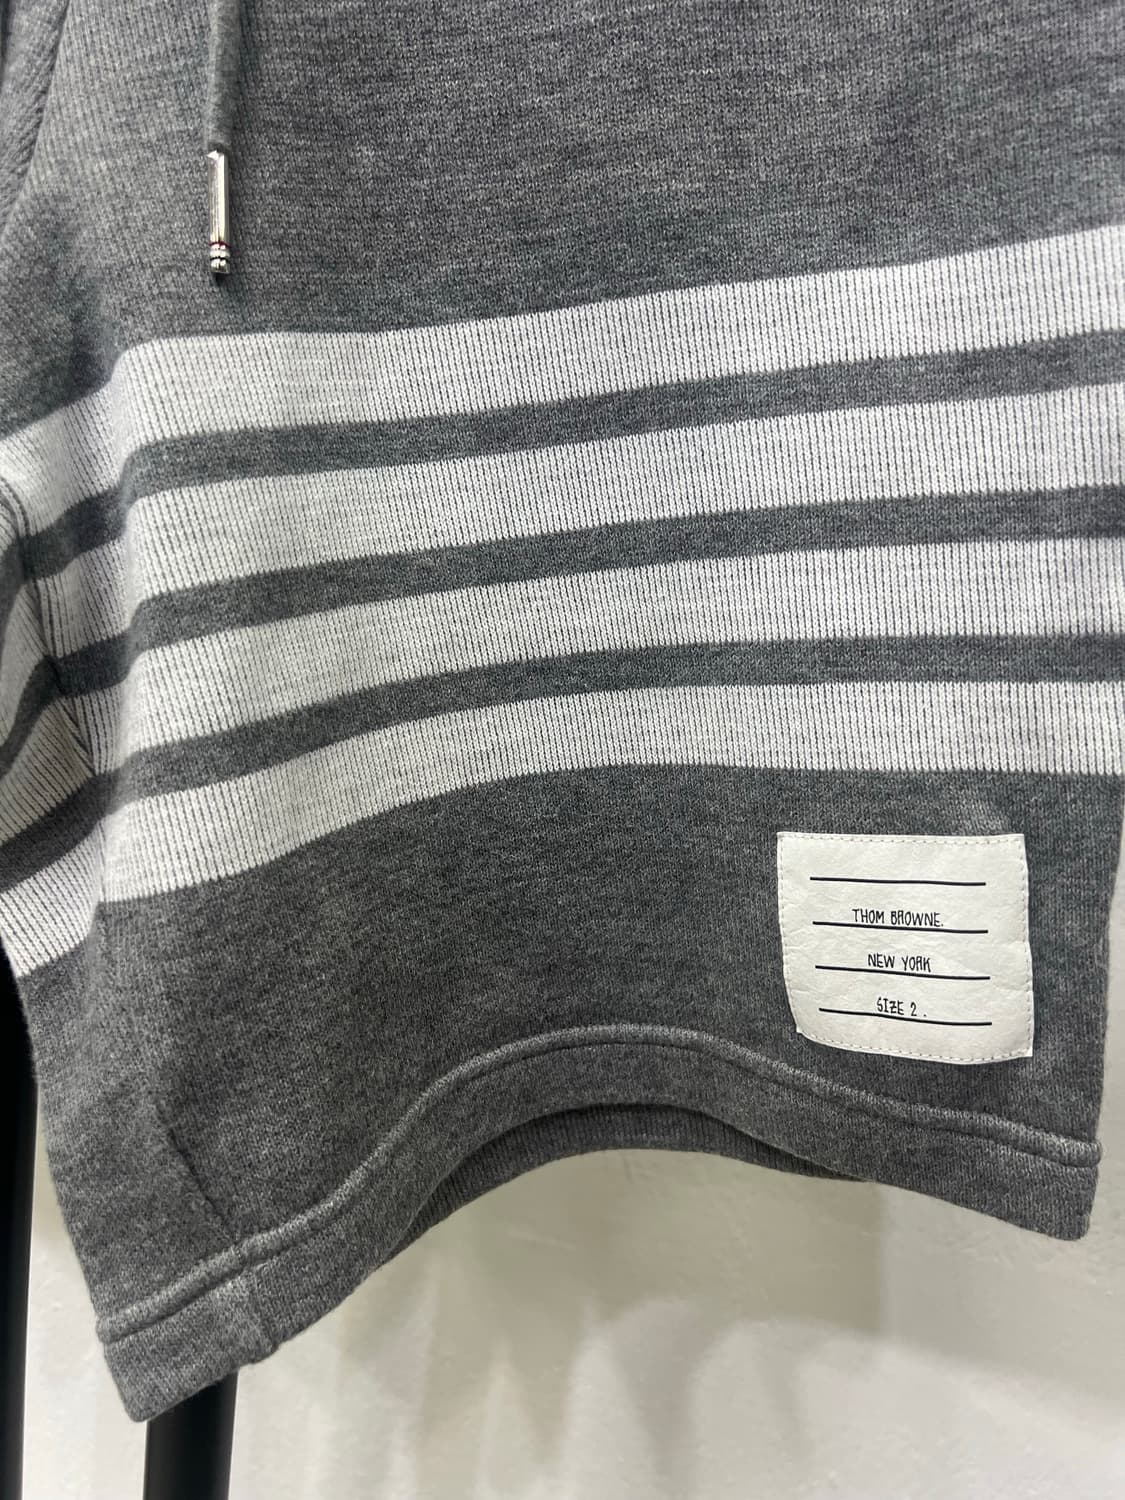 THOM BROWNE.
NEW YORK
SIZE 2 .